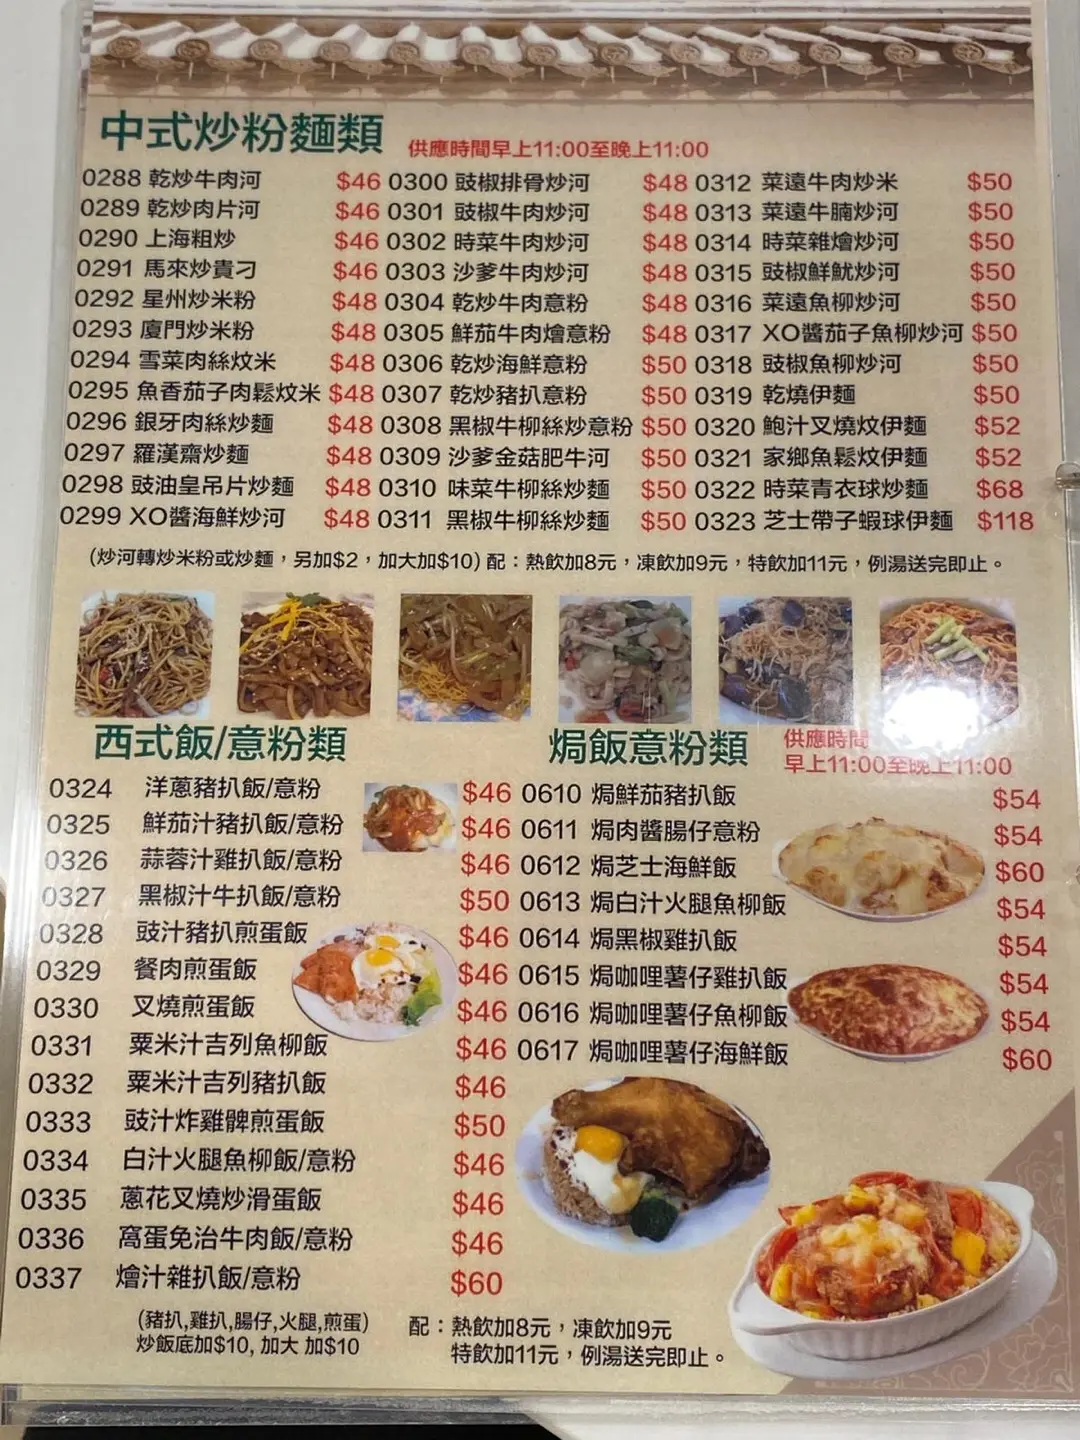 中式炒粉麵類 供應時間早上11:00至晚上11:00
0288 乾炒牛肉河 $46 0300 豉椒排骨炒河 $48 0312 菜遠牛肉炒米 $50
0289 乾炒肉片河 $46 0301 豉椒牛肉炒河 $48 0313 菜遠牛腩炒河 $50
0290 上海粗炒 $46 0302 時菜牛肉炒河 $48 0314 時菜雜燴炒河 $50
0291 馬來炒貴刁 $46 0303 沙爹牛肉炒河 $48 0315 豉椒鮮魷炒河 $50
0292 星州炒米粉 $48 0304 乾炒牛肉意粉 $48 0316 菜遠魚柳炒河 $50
0293 廈門炒米粉 $48 0305 鮮茄牛肉燴意粉 $48 0317 XO醬茄子魚柳炒河 $50
0294 雪菜肉絲炆米 $48 0306 乾炒海鮮意粉 $50 0318 豉椒魚柳炒河 $50
0295 魚香茄子肉鬆炆米 $48 0307 乾炒豬扒意粉 $50 0319 乾燒伊麵 $50
0296 銀牙肉絲炒麵 $48 0308 黑椒牛柳絲炒意粉 $50 0320 鮑汁叉燒炆伊麵 $52
0297 羅漢齋炒麵 $48 0309 沙爹金菇肥牛河 $50 0321 家鄉魚鬆炆伊麵 $52
0298 豉油皇吊片炒麵 $48 0310 味菜牛柳絲炒麵 $50 0322 時菜青衣球炒麵 $68
0299 XO醬海鮮炒河 $48 0311 黑椒牛柳絲炒麵 $50 0323 芝士帶子蝦球伊麵 $118
(炒河轉炒米粉或炒麵，另加$2，加大加$10) 配：熱飲加8元，凍飲加9元，特飲加11元，例湯送完即止。
西式飯/意粉類
0324 洋蔥豬扒飯/意粉 $46
0325 鮮茄汁豬扒飯/意粉 $46
0326 蒜蓉汁雞扒飯/意粉 $46
0327 黑椒汁牛扒飯/意粉 $50
0328 豉汁豬扒煎蛋飯 $46
0329 餐肉煎蛋飯 $46
0330 叉燒煎蛋飯 $46
0331 粟米汁吉列魚柳飯 $46
0332 粟米汁吉列豬扒飯 $46
0333 豉汁炸雞髀煎蛋飯 $50
0334 白汁火腿魚柳飯/意粉 $46
0335 蔥花叉燒炒滑蛋飯 $46
0336 窩蛋免治牛肉飯/意粉 $46
0337 燴汁雜扒飯/意粉 $60
(豬扒,雞扒,腸仔,火腿,煎蛋)
炒飯底加$10, 加大 加$10
焗飯意粉類 供應時間
早上11:00至晚上11:00
0610 焗鮮茄豬扒飯 $54
0611 焗肉醬腸仔意粉 $54
0612 焗芝士海鮮飯 $60
0613 焗白汁火腿魚柳飯 $54
0614 焗黑椒雞扒飯 $54
0615 焗咖哩薯仔雞扒飯 $54
0616 焗咖哩薯仔魚柳飯 $54
0617 焗咖哩薯仔海鮮飯 $60
配：熱飲加8元，凍飲加9元
特飲加11元，例湯送完即止。